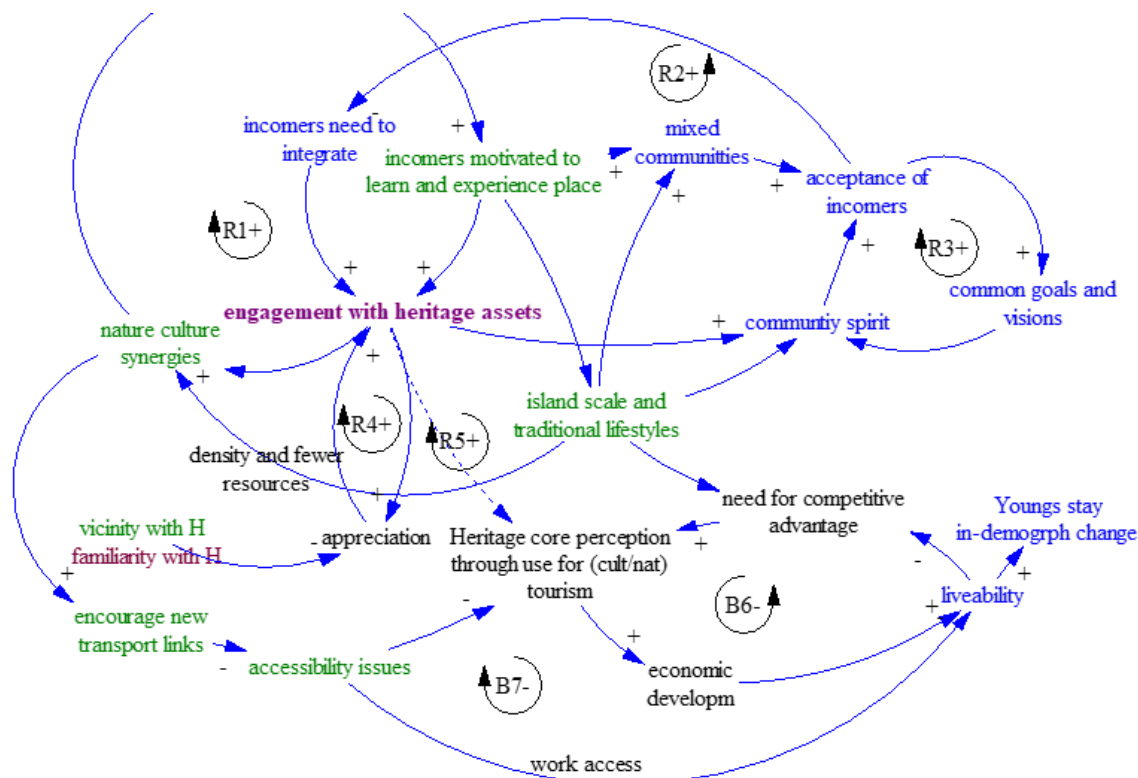 R2+
incomers need to
integrate
-
+
incomers motivated to
learn and experience place
mixed
communtities
+
+
+
acceptance of
incomers
R1+
+
R3+
+
+
+
engagement with heritage assets
+
communtiy spirit
common goals and
visions
nature culture
synergies
+
+
island scale and
traditional lifestyles
R4+
R5+
density and fewer
resources
+
need for competitive
advantage
Youngs stay
in-demogrph change
vicinity with H
familiarity with H
-
appreciation
Heritage core perception
through use for (cult/nat)
tourism
+
-
+
liveability
+
B6-
-
+
encourage new
transport links
-
accessibility issues
+
economic
developm
B7-
work access